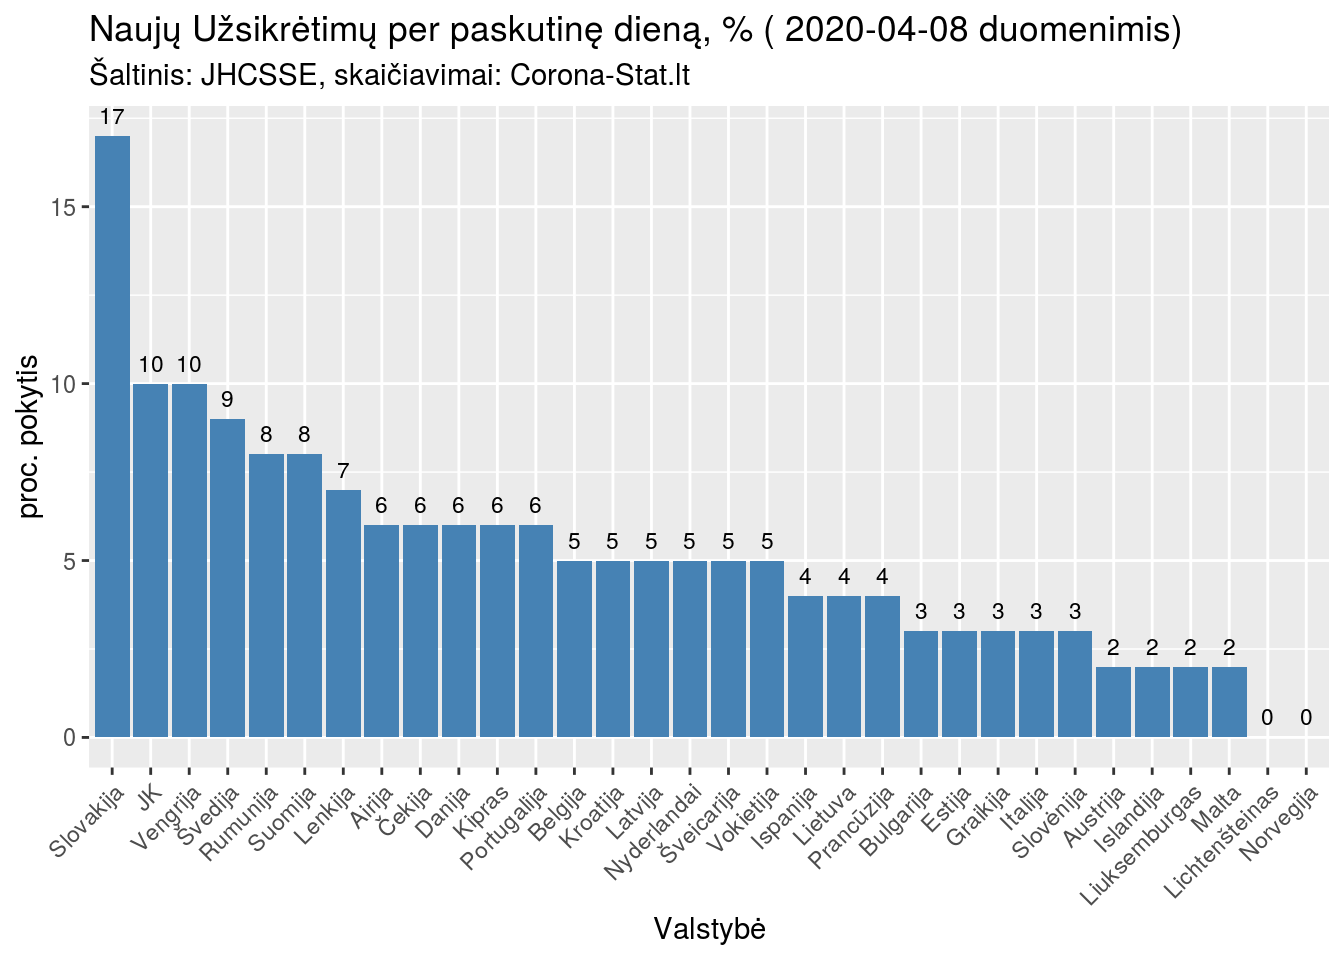 Naujų Užsikrėtimų per paskutinę dieną, % ( 2020-04-08 duomenimis)
Šaltinis: JHCSSE, skaičiavimai: Corona-Stat.lt
proc. pokytis
15
10
5
0
17 10 10 9 8 8 7 6 6 6 6 6 5 5 5 5 5 5 4 4 4 3 3 3 3 3 2 2 2 2 0 0
Slovakija
JK
Vengrija
Švedija
Rumunija
Suomija
Lenkija
Airija
Čekija
Danija
Kipras
Portugalija
Belgija
Kroatija
Latvija
Nyderlandai
Šveicarija
Vokietija
Ispanija
Lietuva
Prancūzija
Bulgarija
Estija
Graikija
Italija
Slovėnija
Austrija
Islandija
Liuksemburgas
Malta
Lichtenšteinas
Norvegija
Valstybė